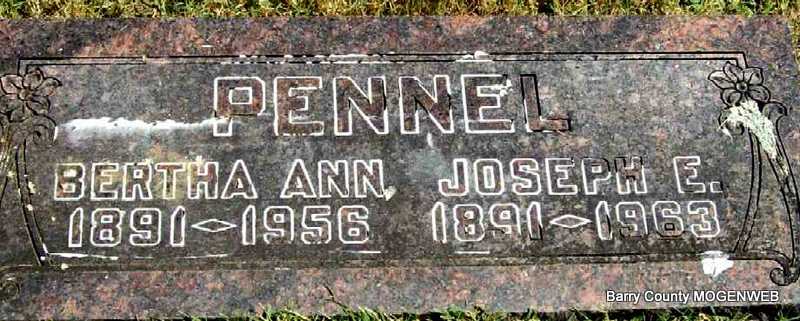 PENNEL
BERTHA ANN
1891 1956
JOSEPH E.
1891 1963
Barry County MOGENWEB